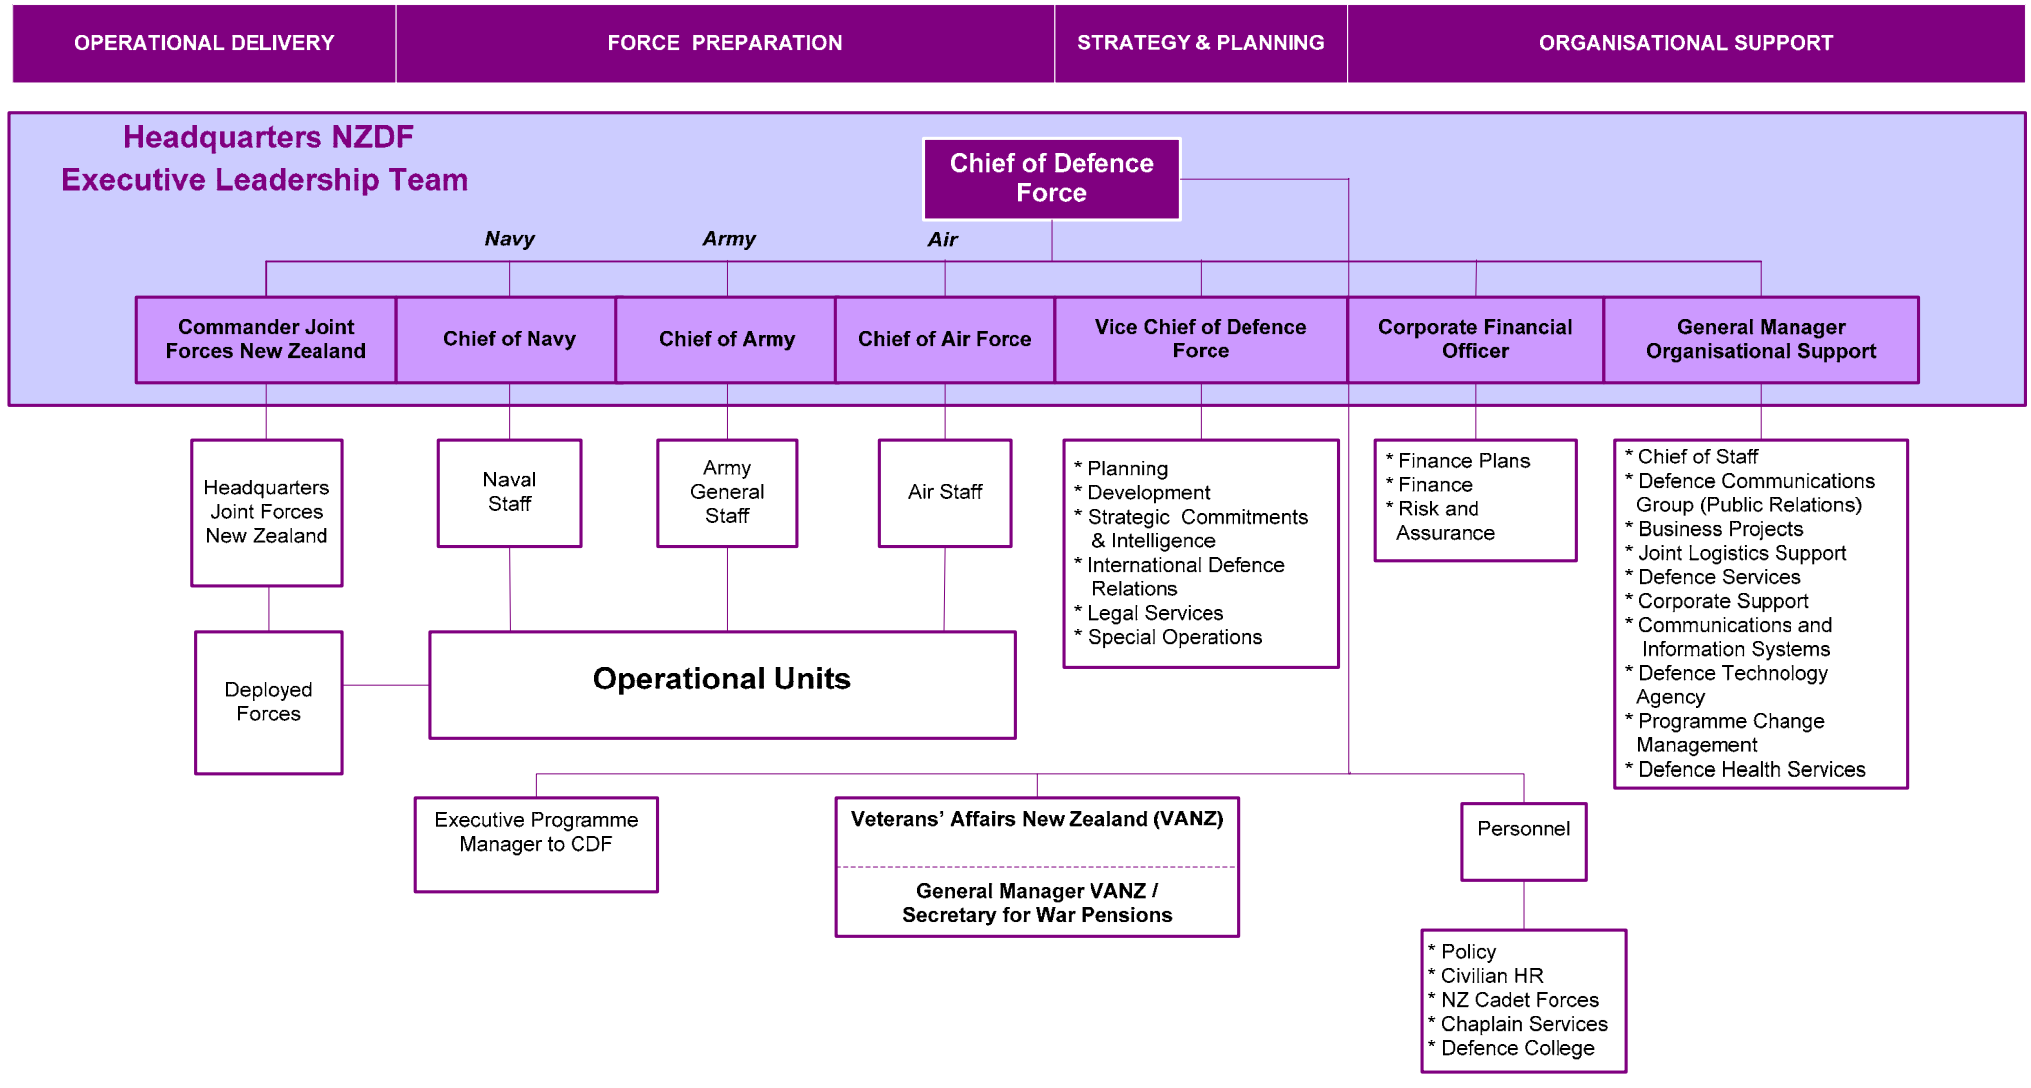 OPERATIONAL DELIVERY
FORCE PREPARATION
STRATEGY & PLANNING
ORGANISATIONAL SUPPORT
Headquarters NZDF
Executive Leadership Team
Chief of Defence
Force
Navy
Army
Air
Commander Joint
Forces New Zealand
Chief of Navy
Chief of Army
Chief of Air Force
Vice Chief of Defence
Force
Corporate Financial
Officer
General Manager
Organisational Support
Headquarters
Joint Forces
New Zealand
Naval
Staff
Army
General
Staff
Air Staff
* Planning
* Development
* Strategic Commitments
& Intelligence
* International Defence
Relations
* Legal Services
* Special Operations
* Finance Plans
* Finance
* Risk and
Assurance
* Chief of Staff
* Defence Communications
Group (Public Relations)
* Business Projects
* Joint Logistics Support
* Defence Services
* Corporate Support
* Communications and
Information Systems
* Defence Technology
Agency
* Programme Change
Management
* Defence Health Services
Deployed
Forces
Operational Units
Executive Programme
Manager to CDF
Veterans’ Affairs New Zealand (VANZ)
General Manager VANZ /
Secretary for War Pensions
Personnel
* Policy
* Civilian HR
* NZ Cadet Forces
* Chaplain Services
* Defence College